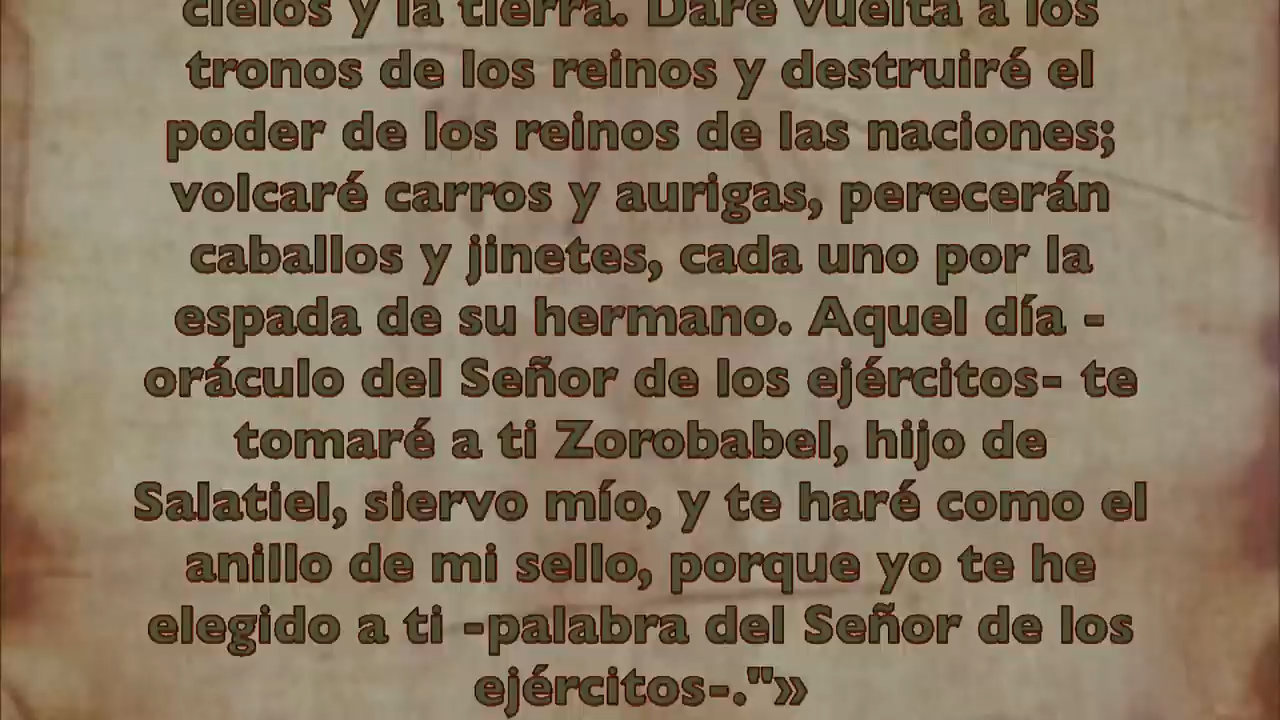 cielos y la tierra. Daré vuelta a los
tronos de los reinos y destruiré el
poder de los reinos de las naciones;
volcaré carros y aurigas, perecerán
caballos y jinetes, cada uno por la
espada de su hermano. Aquel día -
oráculo del Señor de los ejércitos- te
tomaré a ti Zorobabel, hijo de
Salatiel, siervo mío, y te haré como el
anillo de mi sello, porque yo te he
elegido a ti -palabra del Señor de los
ejércitos-."»